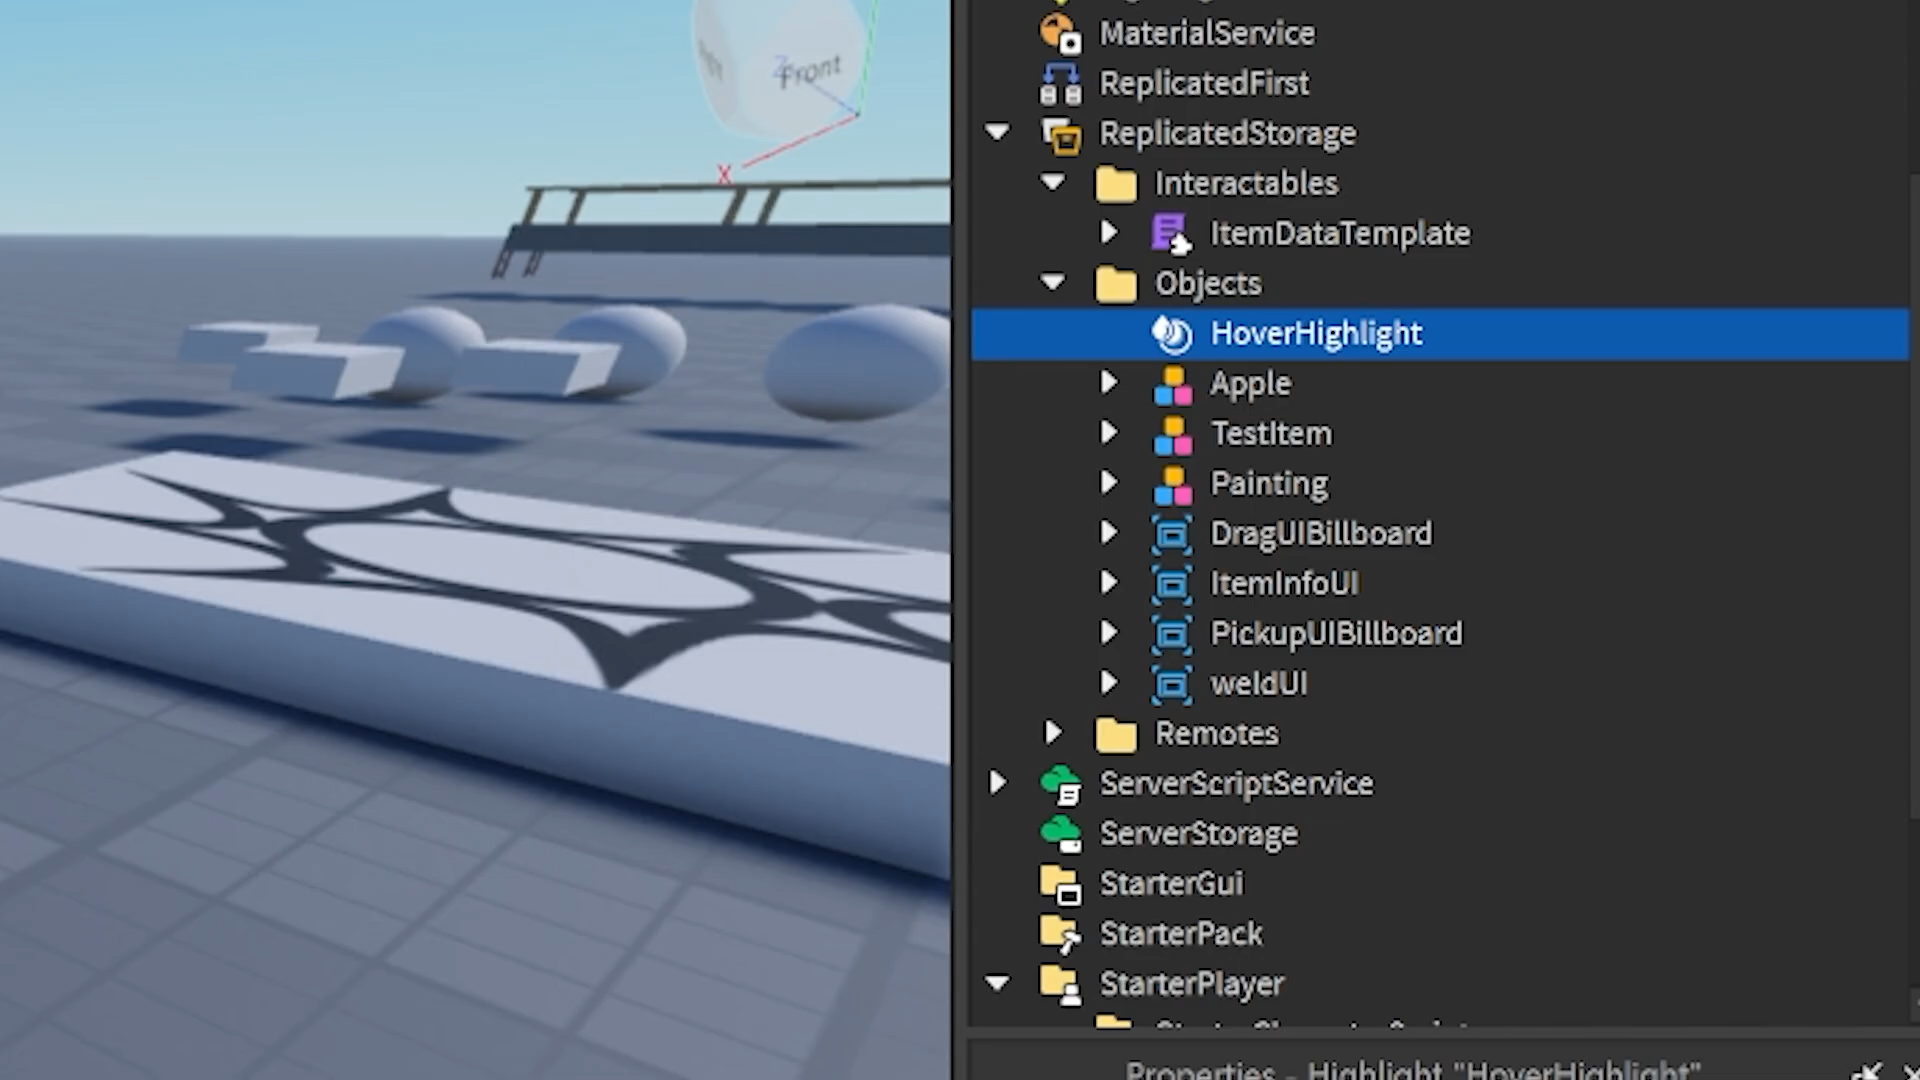 Front
X
MaterialService
ReplicatedFirst
ReplicatedStorage
Interactables
ItemDataTemplate
Objects
HoverHighlight
Apple
TestItem
Painting
DragUIBillboard
ItemInfoUI
PickupUIBillboard
weldUI
Remotes
ServerScriptService
ServerStorage
StarterGui
StarterPack
StarterPlayer
Properties - Highlight "HoverHighlight"